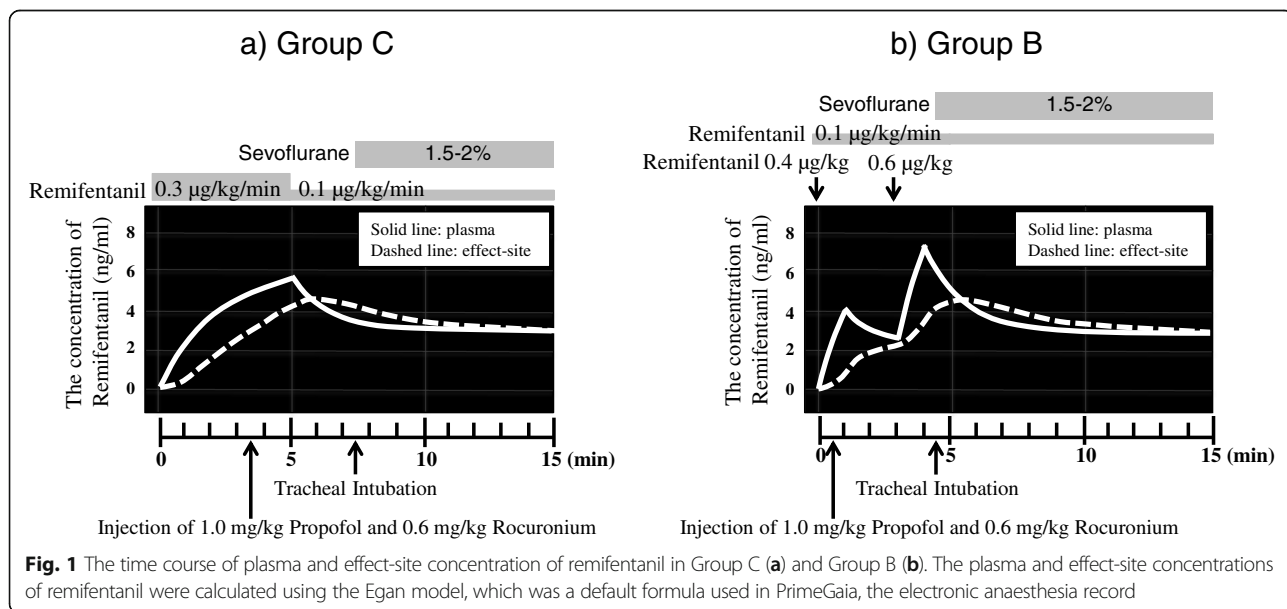 a) Group C
Sevoflurane 1.5-2%
Remifentanil 0.3 µg/kg/min 0.1 µg/kg/min
The concentration of
Remifentanil (ng/ml)
8
6
4
2
0
Solid line: plasma
Dashed line: effect-site
0 5 10 15 (min)
Tracheal Intubation
Injection of 1.0 mg/kg Propofol and 0.6 mg/kg Rocuronium
b) Group B
Sevoflurane 1.5-2%
Remifentanil 0.1 µg/kg/min
Remifentanil 0.4 µg/kg 0.6 µg/kg
The concentration of
Remifentanil (ng/ml)
8
6
4
2
0
Solid line: plasma
Dashed line: effect-site
0 5 10 15 (min)
Tracheal Intubation
Injection of 1.0 mg/kg Propofol and 0.6 mg/kg Rocuronium
Fig. 1 The time course of plasma and effect-site concentration of remifentanil in Group C (a) and Group B (b). The plasma and effect-site concentrations
of remifentanil were calculated using the Egan model, which was a default formula used in PrimeGaia, the electronic anaesthesia record